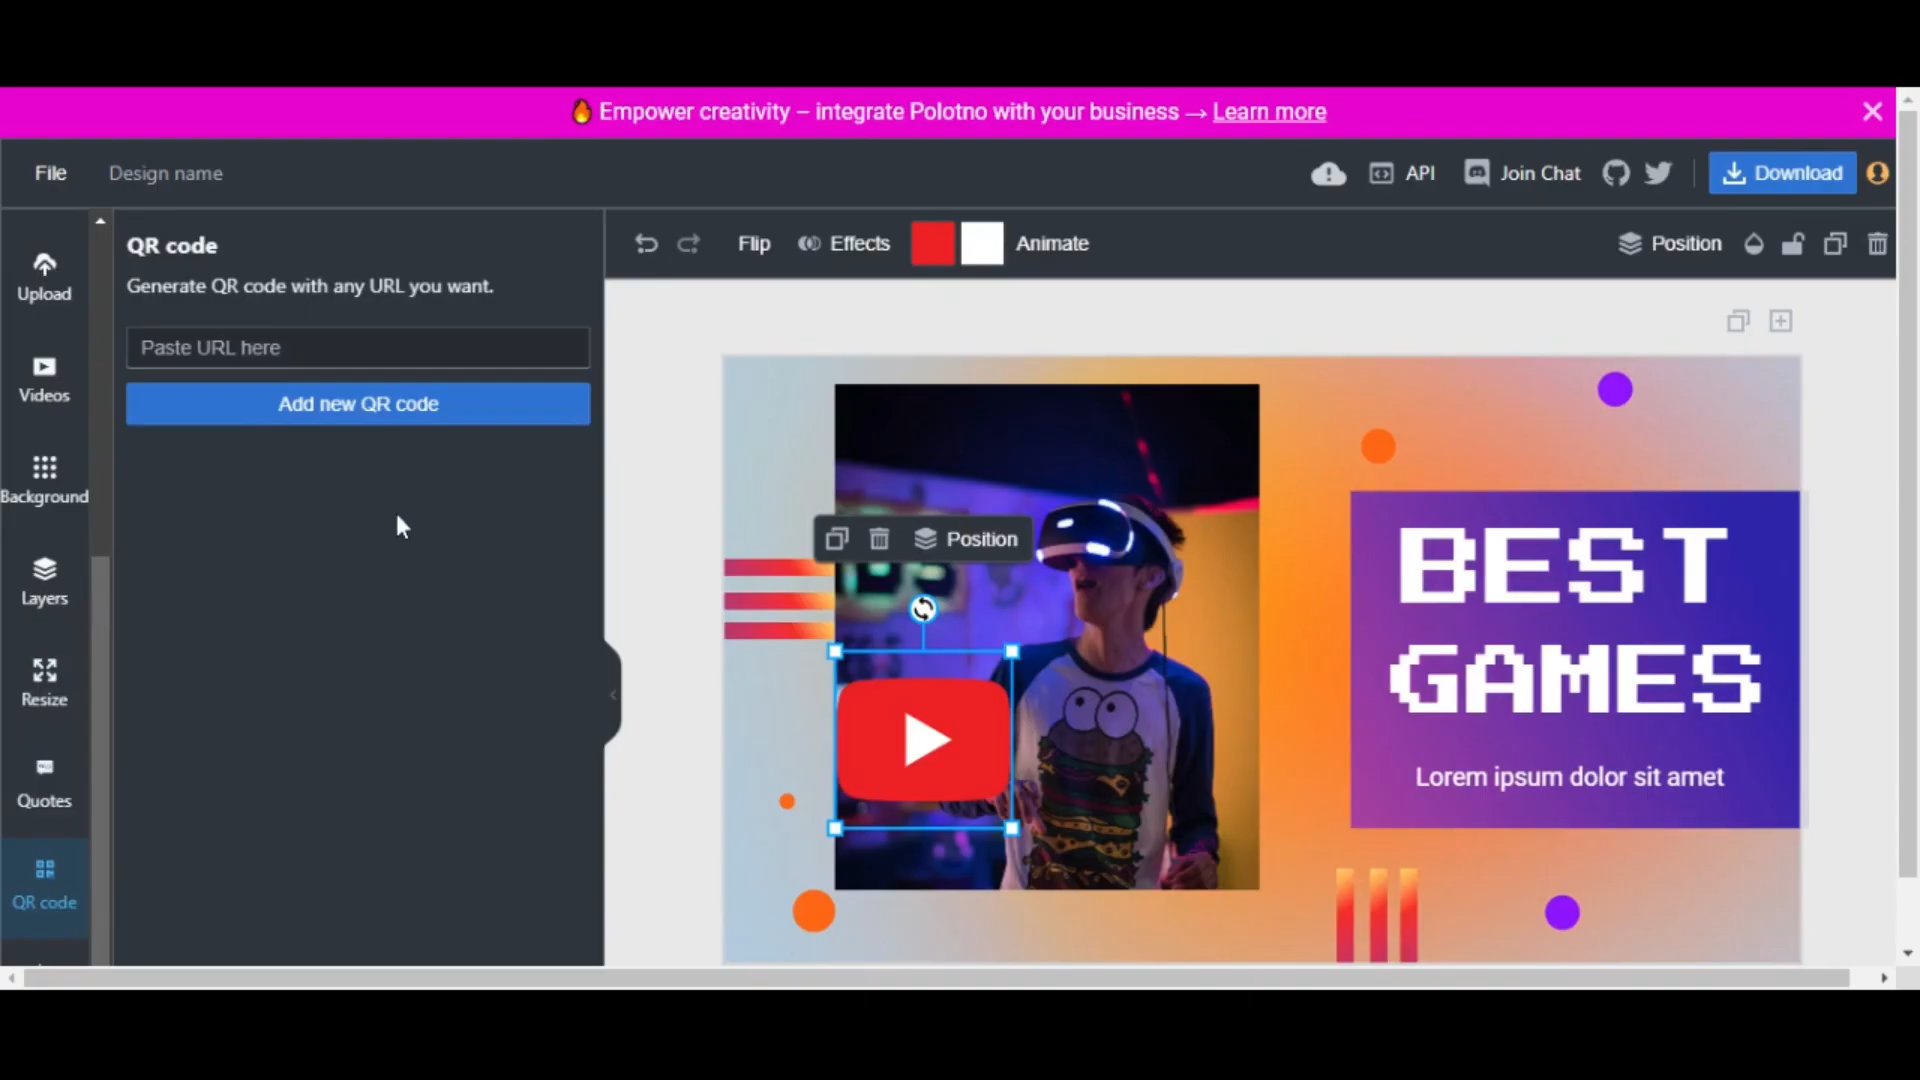 🔥 Empower creativity – integrate Polotno with your business → Learn more
File
Design name
API
Join Chat
Download
Upload
Videos
Background
Layers
Resize
Quotes
QR code
QR code
Generate QR code with any URL you want.
Paste URL here
Add new QR code
Flip
Effects
Animate
Position
Position
BEST
GAMES
Lorem ipsum dolor sit amet